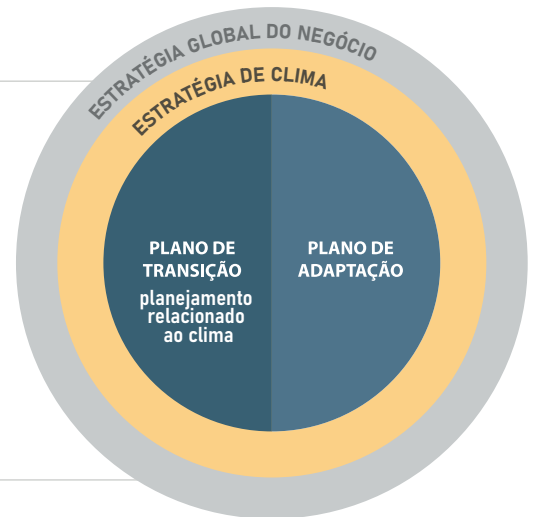 ESTRATÉGIA GLOBAL DO NEGÓCIO
ESTRATÉGIA DE CLIMA
PLANO DE
TRANSIÇÃO
planejamento
relacionado
ao clima
PLANO DE
ADAPTAÇÃO